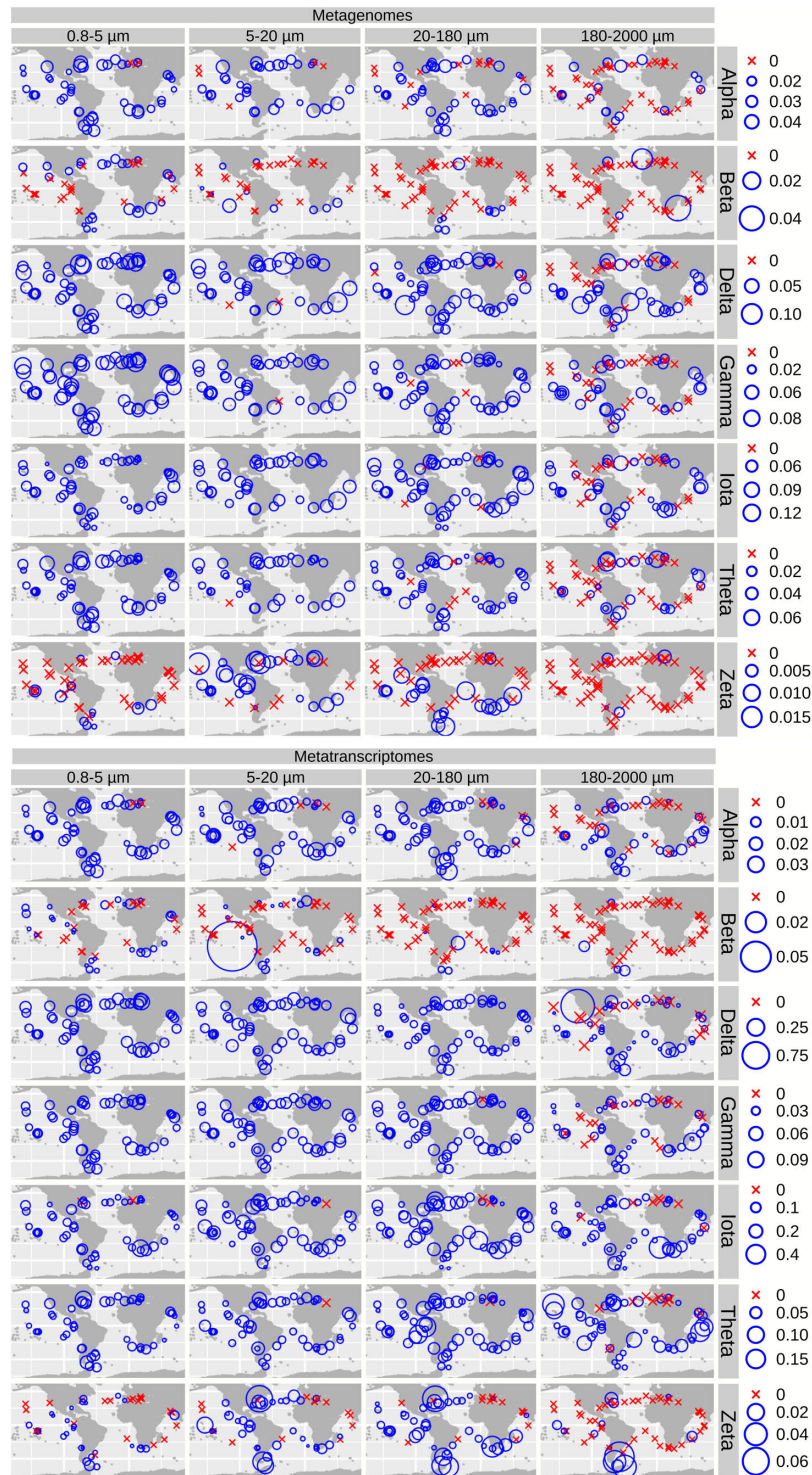 Metagenomes
0.8-5 µm 5-20 µm 20-180 µm 180-2000 µm
Alpha
0
0.02
0.03
0.04
Beta
0
0.02
0.04
Delta
0
0.05
0.10
Gamma
0
0.02
0.06
0.08
Iota
0
0.06
0.09
0.12
Theta
0
0.02
0.04
0.06
Zeta
0
0.005
0.010
0.015
Metatranscriptomes
0.8-5 µm 5-20 µm 20-180 µm 180-2000 µm
Alpha
0
0.01
0.02
0.03
Beta
0
0.02
0.05
Delta
0
0.25
0.75
Gamma
0
0.03
0.06
0.09
Iota
0
0.1
0.2
0.4
Theta
0
0.05
0.10
0.15
Zeta
0
0.02
0.04
0.06